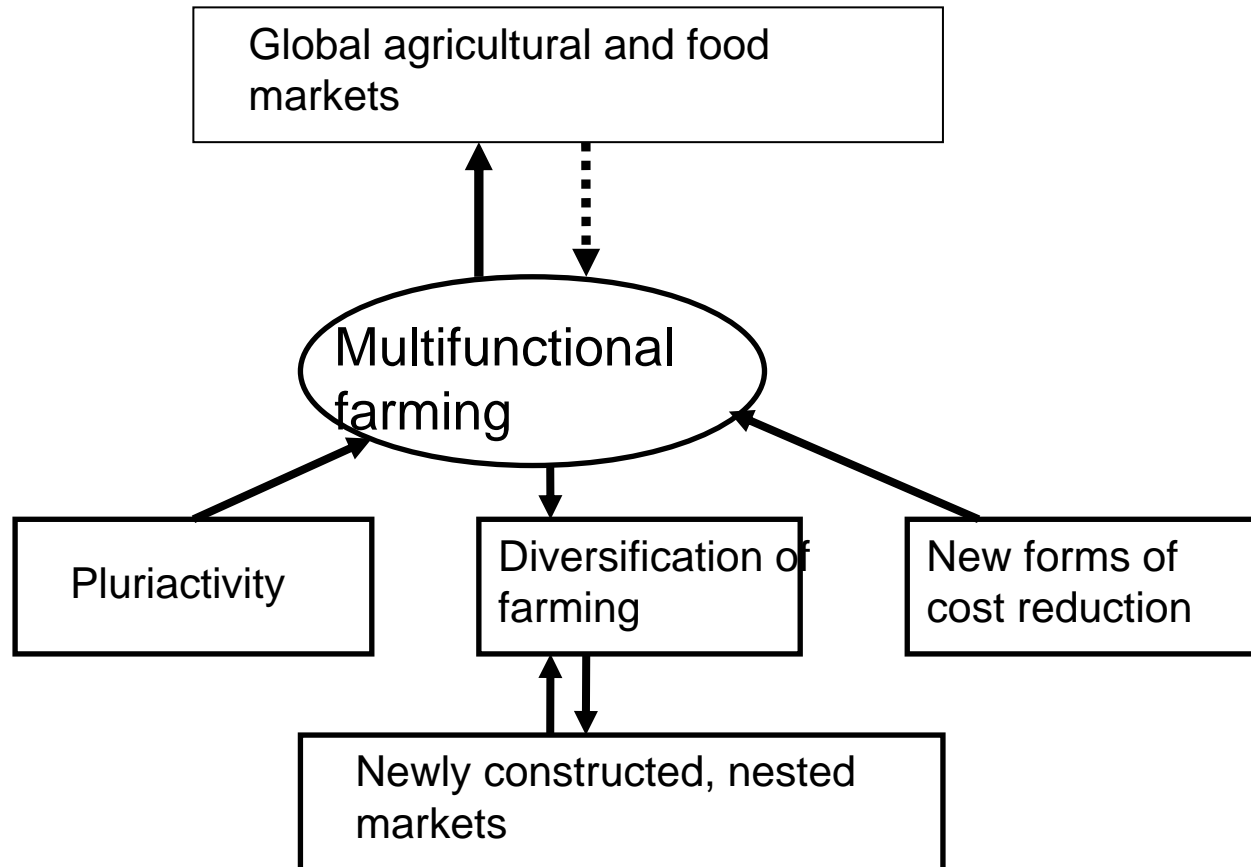 Global agricultural and food
markets
Multifunctional
farming
Pluriactivity
Diversification of
farming
New forms of
cost reduction
Newly constructed, nested
markets